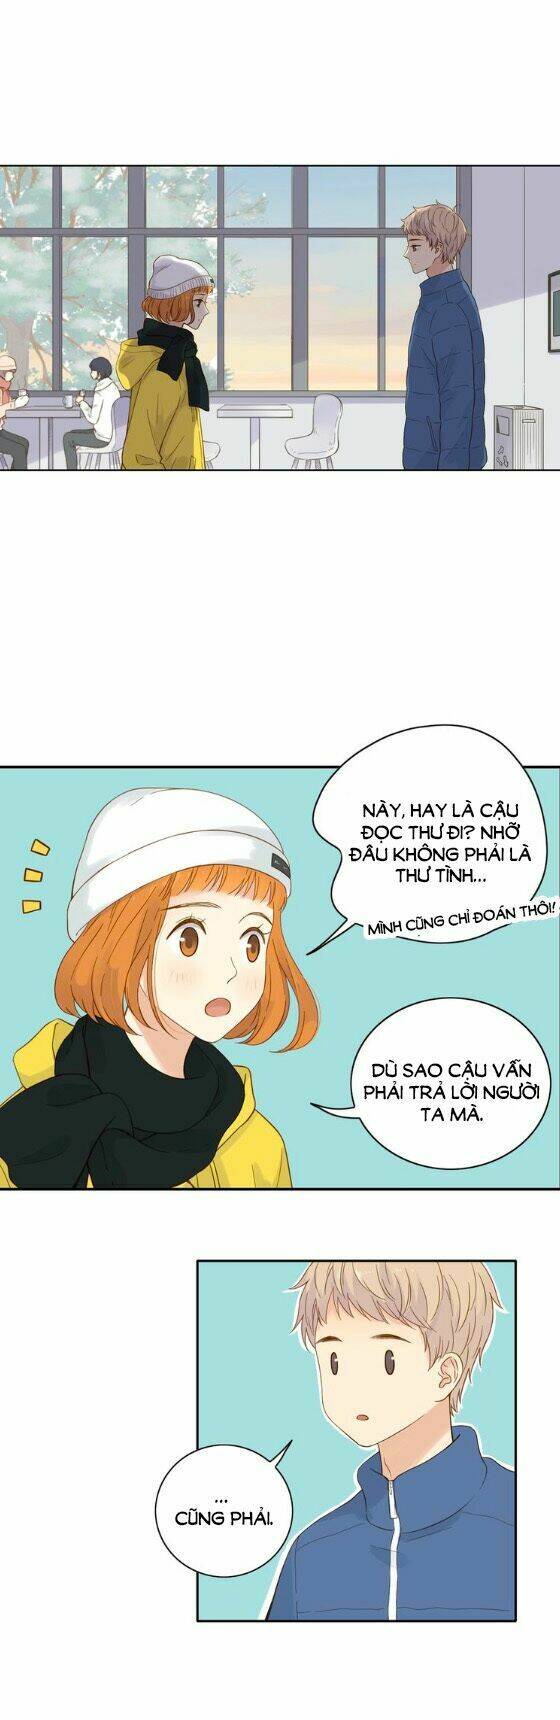 NÀY, HAY LÀ CẬU
ĐỌC THƯ ĐI? NHỠ
ĐÂU KHÔNG PHẢI LÀ
THƯ TÌNH...
MÌNH CŨNG CHỈ ĐOÁN THÔI!
DÙ SAO CẬU VẪN
PHẢI TRẢ LỜI NGƯỜI
TA MÀ.
...
CŨNG PHẢI.